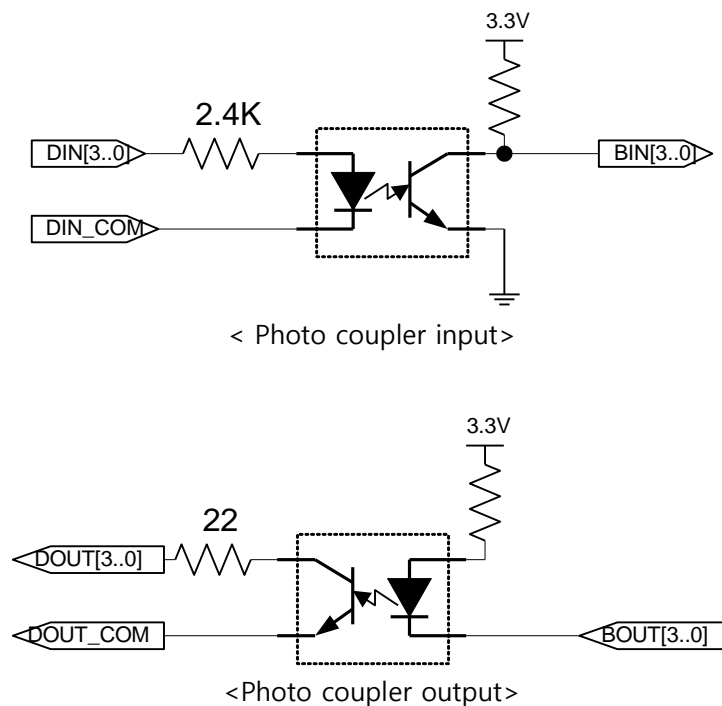 3.3V
2.4K
DIN[3..0]
BIN[3..0]
DIN_COM
< Photo coupler input>
3.3V
22
DOUT[3..0]
DOUT_COM
BOUT[3..0]
<Photo coupler output>